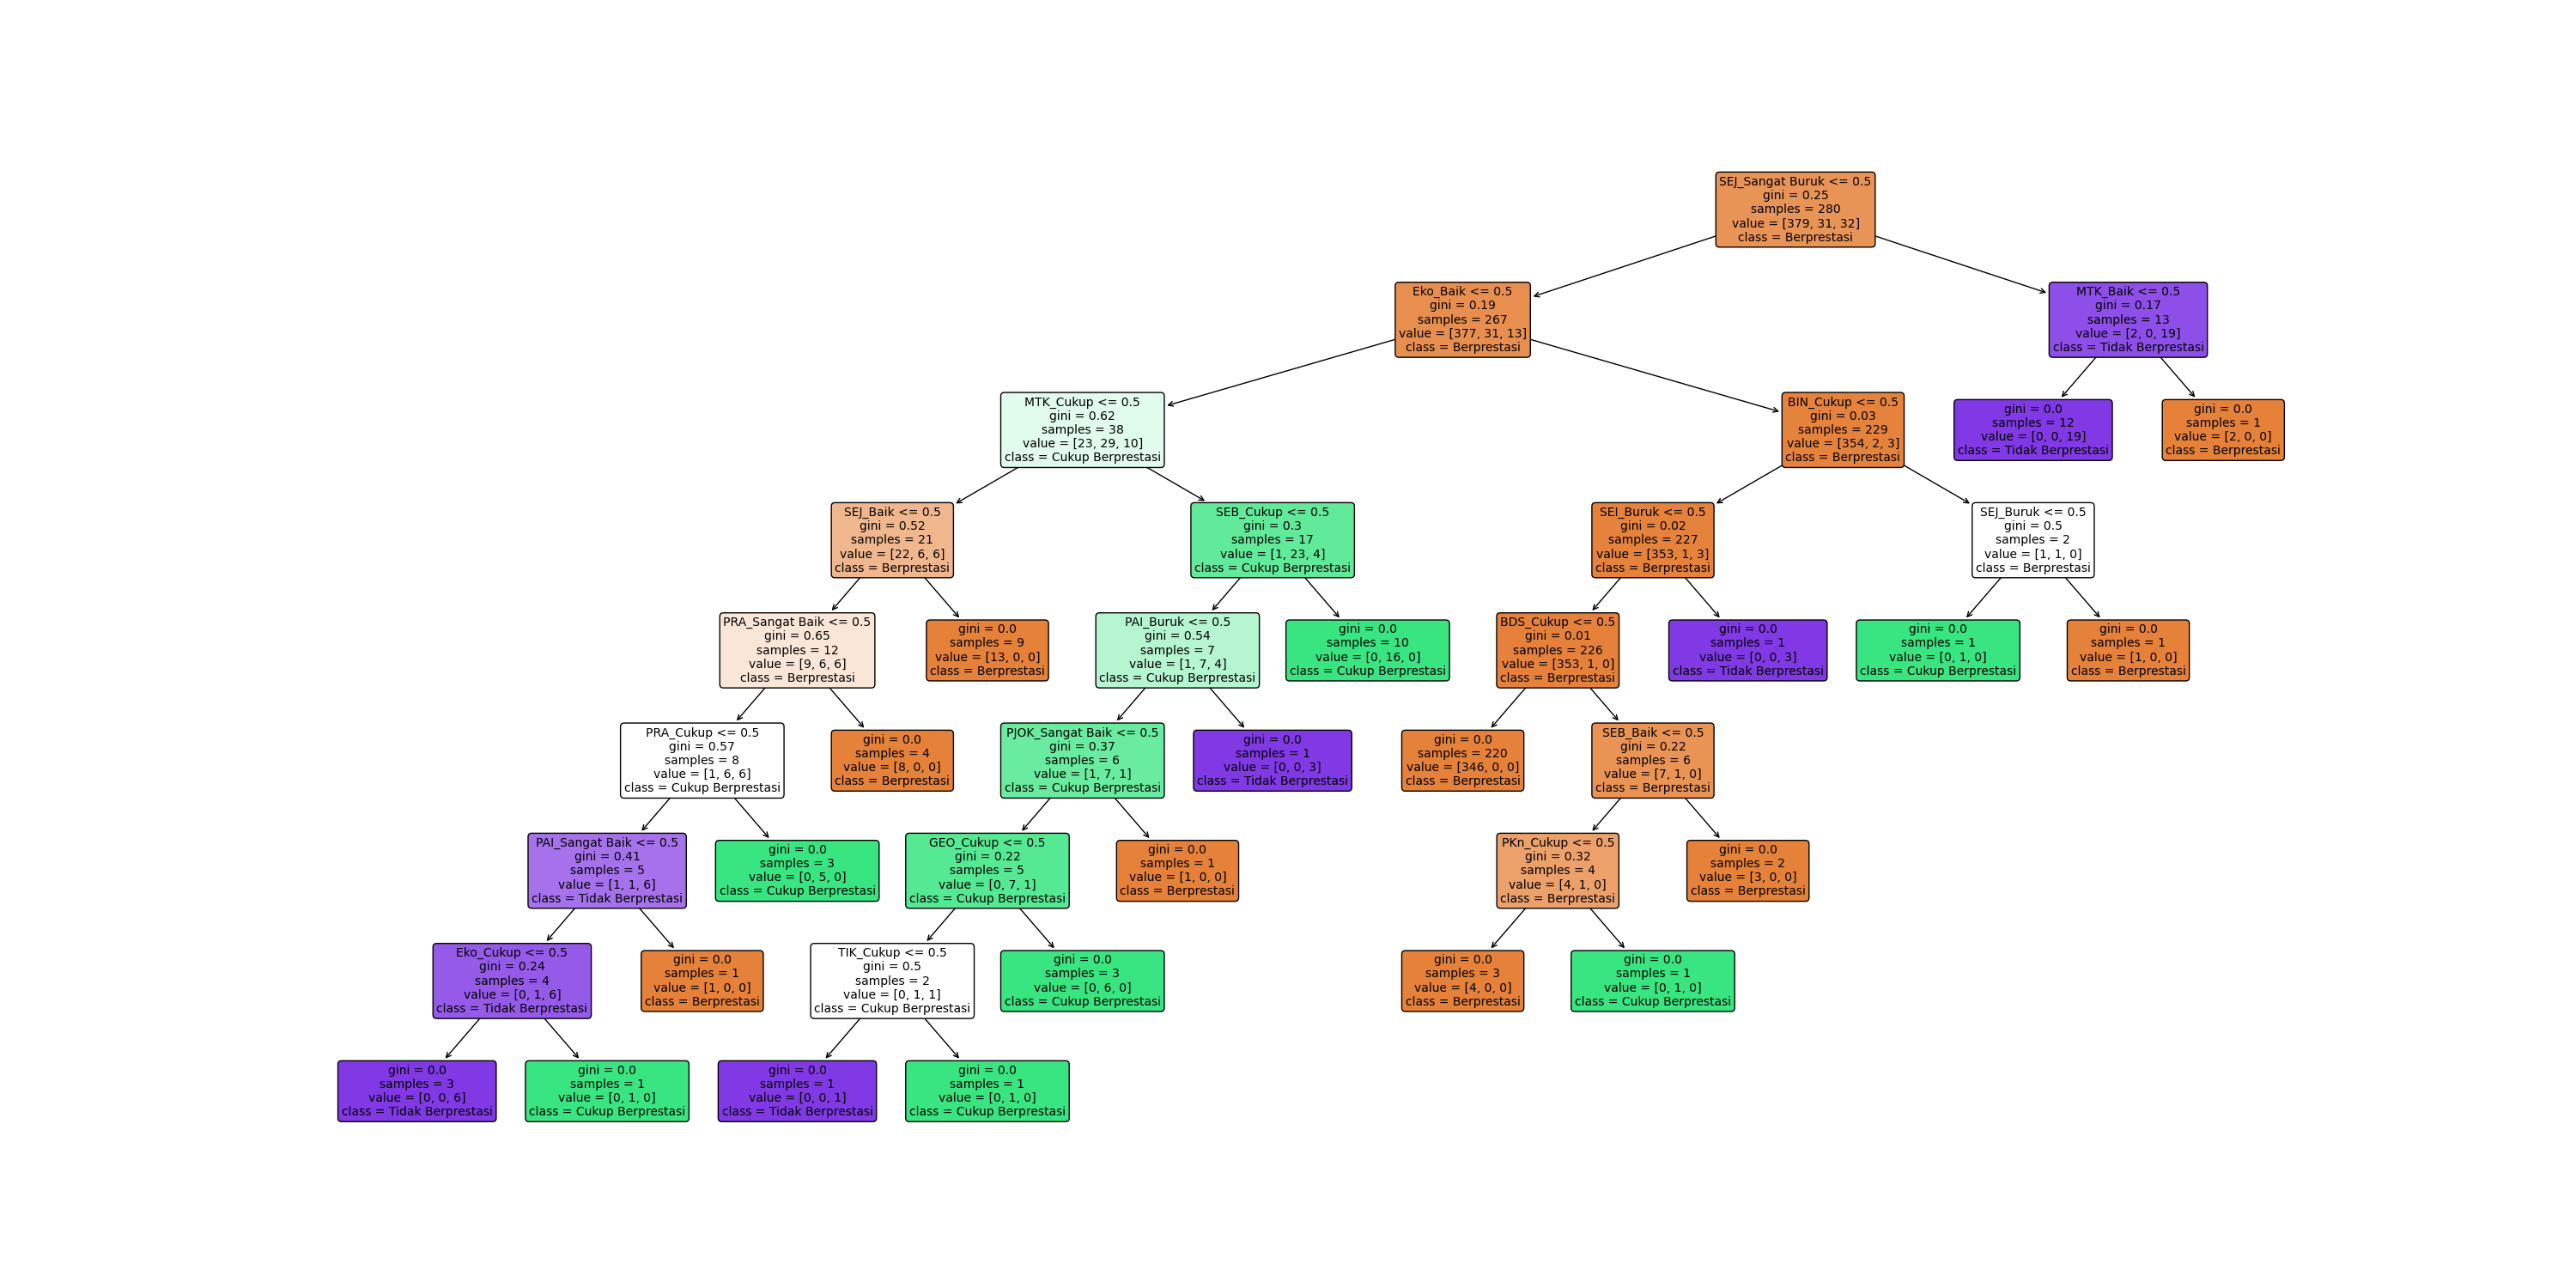 SEJ_Sangat Buruk <= 0.5
gini = 0.25
samples = 280
value = [379, 31, 32]
class = Berprestasi
Eko_Baik <= 0.5
gini = 0.19
samples = 267
value = [377, 31, 13]
class = Berprestasi
MTK_Baik <= 0.5
gini = 0.17
samples = 13
value = [2, 0, 19]
class = Tidak Berprestasi
MTK_Cukup <= 0.5
gini = 0.62
samples = 38
value = [23, 29, 10]
class = Cukup Berprestasi
BIN_Cukup <= 0.5
gini = 0.03
samples = 229
value = [354, 2, 3]
class = Berprestasi
gini = 0.0
samples = 12
value = [0, 0, 19]
class = Tidak Berprestasi
gini = 0.0
samples = 1
value = [2, 0, 0]
class = Berprestasi
SEJ_Baik <= 0.5
gini = 0.52
samples = 21
value = [22, 6, 6]
class = Berprestasi
SEB_Cukup <= 0.5
gini = 0.3
samples = 17
value = [1, 23, 4]
class = Cukup Berprestasi
SEI_Buruk <= 0.5
gini = 0.02
samples = 227
value = [353, 1, 3]
class = Berprestasi
SEJ_Buruk <= 0.5
gini = 0.5
samples = 2
value = [1, 1, 0]
class = Berprestasi
PRA_Sangat Baik <= 0.5
gini = 0.65
samples = 12
value = [9, 6, 6]
class = Berprestasi
gini = 0.0
samples = 9
value = [13, 0, 0]
class = Berprestasi
PAI_Buruk <= 0.5
gini = 0.54
samples = 7
value = [1, 7, 4]
class = Cukup Berprestasi
gini = 0.0
samples = 10
value = [0, 16, 0]
class = Cukup Berprestasi
BDS_Cukup <= 0.5
gini = 0.01
samples = 226
value = [353, 1, 0]
class = Berprestasi
gini = 0.0
samples = 1
value = [0, 0, 3]
class = Tidak Berprestasi
gini = 0.0
samples = 1
value = [0, 1, 0]
class = Cukup Berprestasi
gini = 0.0
samples = 1
value = [1, 0, 0]
class = Berprestasi
PRA_Cukup <= 0.5
gini = 0.57
samples = 8
value = [1, 6, 6]
class = Cukup Berprestasi
gini = 0.0
samples = 4
value = [8, 0, 0]
class = Berprestasi
PJOK_Sangat Baik <= 0.5
gini = 0.37
samples = 6
value = [1, 7, 1]
class = Cukup Berprestasi
gini = 0.0
samples = 1
value = [0, 0, 3]
class = Tidak Berprestasi
gini = 0.0
samples = 220
value = [346, 0, 0]
class = Berprestasi
SEB_Baik <= 0.5
gini = 0.22
samples = 6
value = [7, 1, 0]
class = Berprestasi
PAI_Sangat Baik <= 0.5
gini = 0.41
samples = 5
value = [1, 1, 6]
class = Tidak Berprestasi
gini = 0.0
samples = 3
value = [0, 5, 0]
class = Cukup Berprestasi
GEO_Cukup <= 0.5
gini = 0.22
samples = 5
value = [0, 7, 1]
class = Cukup Berprestasi
gini = 0.0
samples = 1
value = [1, 0, 0]
class = Berprestasi
PKn_Cukup <= 0.5
gini = 0.32
samples = 4
value = [4, 1, 0]
class = Berprestasi
gini = 0.0
samples = 2
value = [3, 0, 0]
class = Berprestasi
Eko_Cukup <= 0.5
gini = 0.24
samples = 4
value = [0, 1, 6]
class = Tidak Berprestasi
gini = 0.0
samples = 1
value = [1, 0, 0]
class = Berprestasi
TIK_Cukup <= 0.5
gini = 0.5
samples = 2
value = [0, 1, 1]
class = Cukup Berprestasi
gini = 0.0
samples = 3
value = [0, 6, 0]
class = Cukup Berprestasi
gini = 0.0
samples = 3
value = [4, 0, 0]
class = Berprestasi
gini = 0.0
samples = 1
value = [0, 1, 0]
class = Cukup Berprestasi
gini = 0.0
samples = 3
value = [0, 0, 6]
class = Tidak Berprestasi
gini = 0.0
samples = 1
value = [0, 1, 0]
class = Cukup Berprestasi
gini = 0.0
samples = 1
value = [0, 0, 1]
class = Tidak Berprestasi
gini = 0.0
samples = 1
value = [0, 1, 0]
class = Cukup Berprestasi